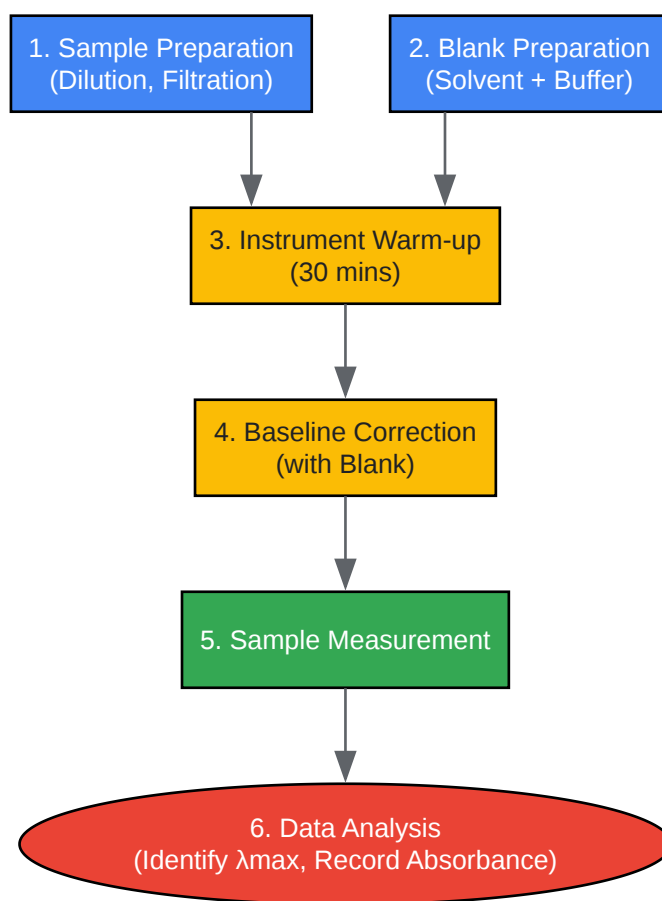 1. Sample Preparation
(Dilution, Filtration)
2. Blank Preparation
(Solvent + Buffer)
3. Instrument Warm-up
(30 mins)
4. Baseline Correction
(with Blank)
5. Sample Measurement
6. Data Analysis
(Identify λmax, Record Absorbance)